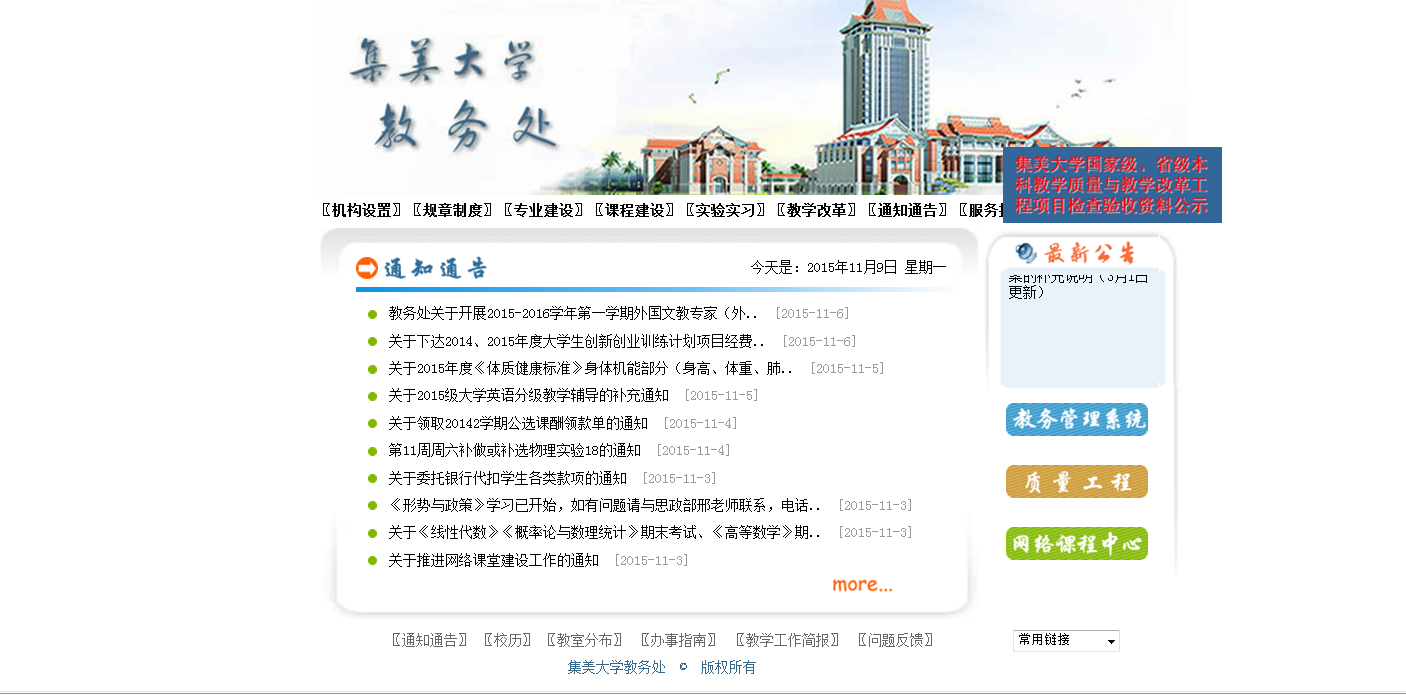 集美大学
教务处
集美大学国家级、省级本
科教学质量与教学改革工
程项目检查验收资料公示
〖机构设置〗〖规章制度〗〖专业建设〗〖课程建设〗〖实验实习〗〖教学改革〗〖通知通告〗〖服务
通知通告
今天是：2015年11月9日 星期一
最新公告
案的补充说明（3月1日
更新）
教务处关于开展2015-2016学年第一学期外国文教专家（外.. [2015-11-6]
关于下达2014、2015年度大学生创新创业训练计划项目经费.. [2015-11-6]
关于2015年度《体质健康标准》身体机能部分（身高、体重、肺.. [2015-11-5]
关于2015级大学英语分级教学辅导的补充通知 [2015-11-5]
关于领取20142学期公选课酬领款单的通知 [2015-11-4]
第11周周六补做或补选物理实验18的通知 [2015-11-4]
关于委托银行代扣学生各类款项的通知 [2015-11-3]
《形势与政策》学习已开始，如有问题请与思政部邢老师联系，电话.. [2015-11-3]
关于《线性代数》《概率论与数理统计》期末考试、《高等数学》期.. [2015-11-3]
关于推进网络课堂建设工作的通知 [2015-11-3]
more...
教务管理系统
质量工程
网络课程中心
〖通知通告〗 〖校历〗 〖教室分布〗 〖办事指南〗 〖教学工作简报〗 〖问题反馈〗
常用链接
集美大学教务处 © 版权所有